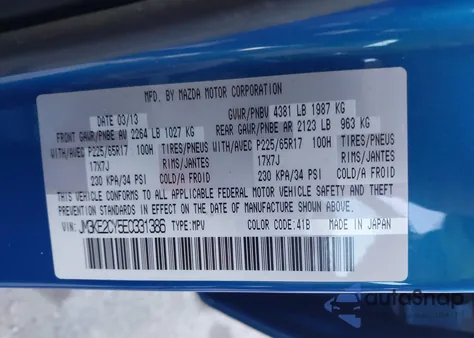 MFD. BY MAZDA MOTOR CORPORATION
DATE 03/13 GVWR/PNBV 4381 LB 1987 KG
FRONT GAWR/PNBE AV 2264 LB 1027 KG REAR GAWR/PNBE AR 2123 LB 963 KG
WITH/AVEC P225/65R17 100H TIRES/PNEUS WITH/AVEC P225/65R17 100H TIRES/PNEUS
17X7J RIMS/JANTES 17X7J RIMS/JANTES
230 KPA/34 PSI COLD/A FROID 230 KPA/34 PSI COLD/A FROID
THIS VEHICLE CONFORMS TO ALL APPLICABLE FEDERAL MOTOR VEHICLE SAFETY AND THEFT
PREVENTION STANDARDS IN EFFECT ON THE DATE OF MANUFACTURE SHOWN ABOVE.
VIN: JM3KE2CY5E0331386 TYPE:MPV COLOR CODE:41B MADE IN JAPAN
autoSnap